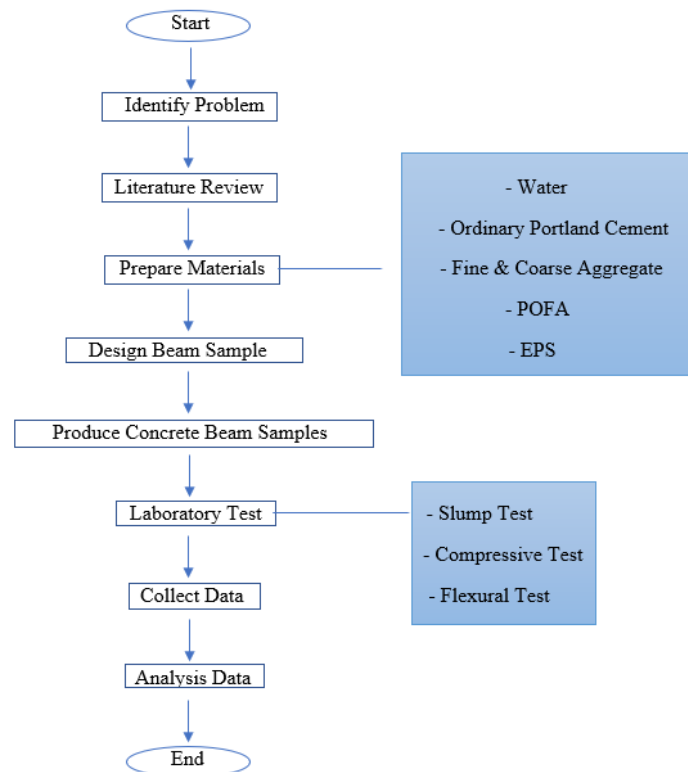 Start
Identify Problem
Literature Review
- Water
- Ordinary Portland Cement
Prepare Materials
- Fine & Coarse Aggregate
- POFA
- EPS
Design Beam Sample
Produce Concrete Beam Samples
Laboratory Test
- Slump Test
- Compressive Test
- Flexural Test
Collect Data
Analysis Data
End